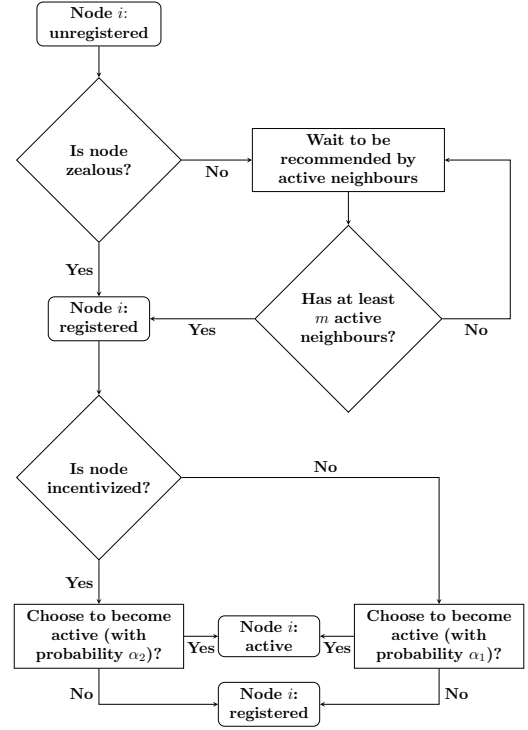 Node i:
unregistered
Is node
zealous?
No
Wait to be
recommended by
active neighbours
Yes
Node i:
registered
Yes
Has at least
m active
neighbours?
No
Is node
incentivized?
No
Yes
Choose to become
active (with
probability α₂)?
Yes
Node i:
active
Yes
Choose to become
active (with
probability α₁)?
No
Node i:
registered
No